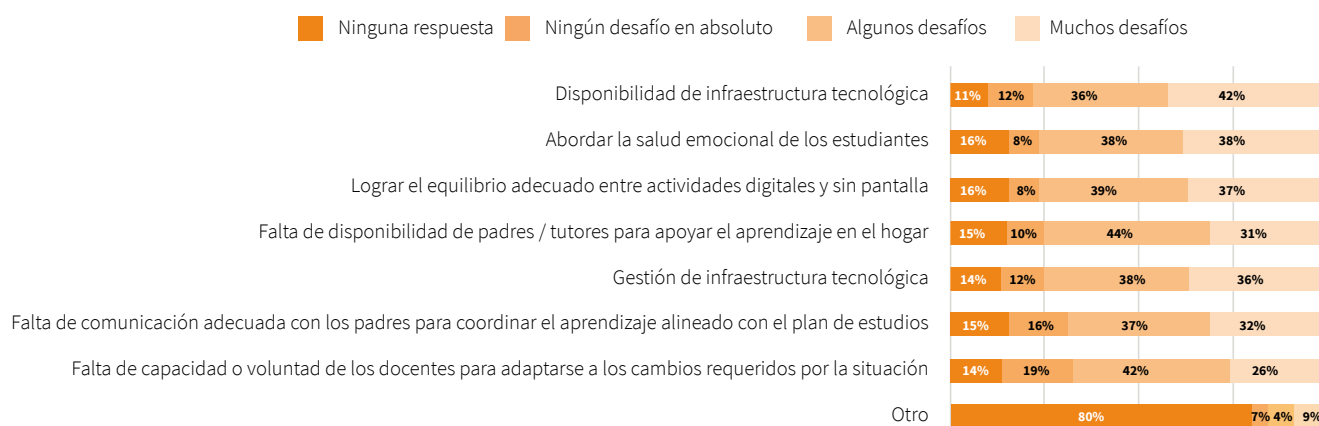 Ninguna respuesta Ningún desafío en absoluto Algunos desafíos Muchos desafíos
Disponibilidad de infraestructura tecnológica 11% 12% 36% 42%
Abordar la salud emocional de los estudiantes 16% 8% 38% 38%
Lograr el equilibrio adecuado entre actividades digitales y sin pantalla 16% 8% 39% 37%
Falta de disponibilidad de padres / tutores para apoyar el aprendizaje en el hogar 15% 10% 44% 31%
Gestión de infraestructura tecnológica 14% 12% 38% 36%
Falta de comunicación adecuada con los padres para coordinar el aprendizaje alineado con el plan de estudios 15% 16% 37% 32%
Falta de capacidad o voluntad de los docentes para adaptarse a los cambios requeridos por la situación 14% 19% 42% 26%
Otro 80% 7% 4% 9%